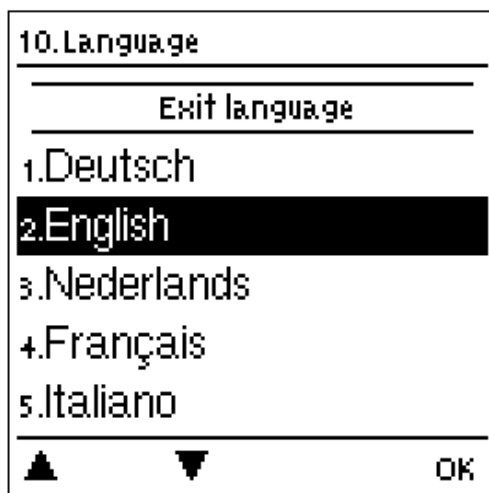 10.Language
Exit language
1.Deutsch
2.English
3.Nederlands
4.Français
5.Italiano
▲ ▼ OK